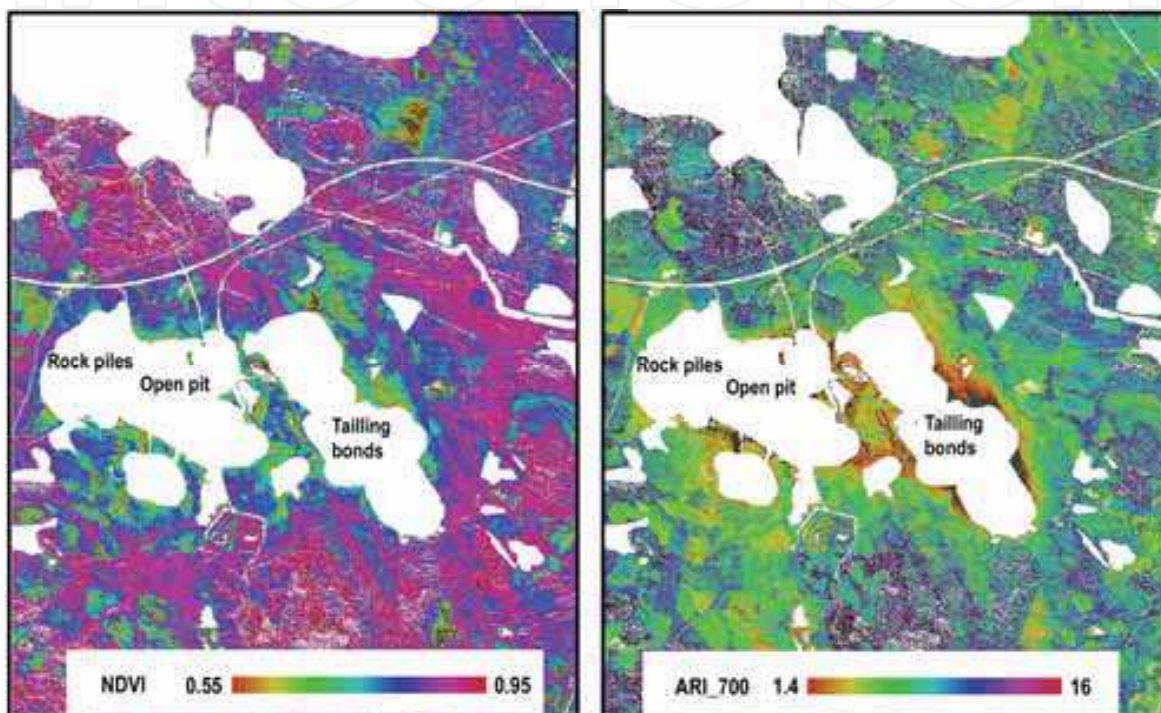 Rock piles
Open pit
Tailling
bonds
NDVI 0.55 0.95
Rock piles
Open pit
Tailling
bonds
ARI_700 1.4 16